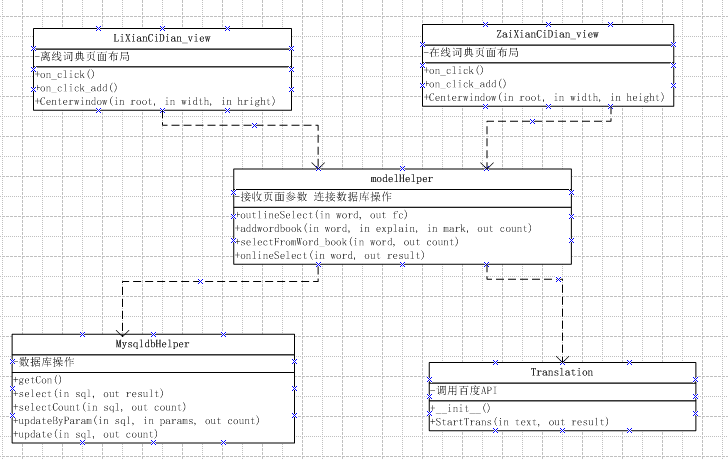 LiXianCiDian_view
-离线词典页面布局
+on_click()
+on_click_add()
+Centerwindow(in root, in width, in hright)
ZaiXianCiDian_view
-在线词典页面布局
+on_click()
+on_click_add()
+Centerwindow(in root, in width, in height)
modelHelper
-接收页面参数 连接数据库操作
+outlineSelect(in word, out fc)
+addwordbook(in word, in explain, in mark, out count)
+selectFromWord_book(in word, out count)
+onlineSelect(in word, out result)
MysqldbHelper
-数据库操作
+getCon()
+select(in sql, out result)
+selectCount(in sql, out count)
+updateByParam(in sql, in params, out count)
+update(in sql, out count)
Translation
-调用百度API
+__init__()
+StartTrans(in text, out result)